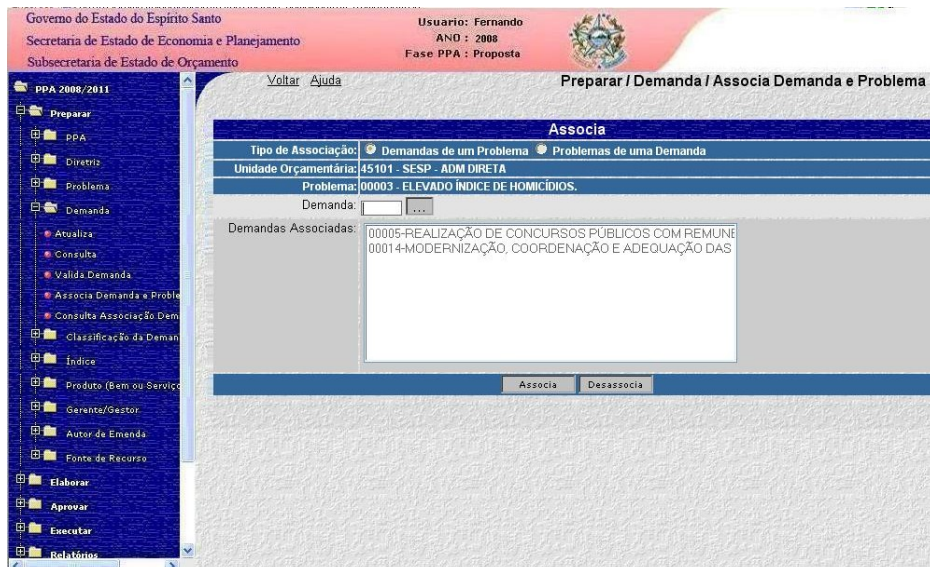 Governo do Estado do Espírito Santo
Secretaria de Estado de Economia e Planejamento
Subsecretaria de Estado de Orçamento
Usuario: Fernando
ANO : 2008
Fase PPA : Proposta
Voltar Ajuda
Preparar / Demanda / Associa Demanda e Problema
PPA 2008/2011
Preparar
PPA
Diretriz
Problema
Demanda
Atualiza
Consulta
Valida Demanda
Associa Demanda e Proble
Consulta Associação Dem
Classificação da Deman
Índice
Produto (Bem ou Serviço
Gerente/Gestor
Autor de Emenda
Fonte de Recurso
Elaborar
Aprovar
Executar
Relatórios
Associa
Tipo de Associação: Demandas de um Problema Problemas de uma Demanda
Unidade Orçamentária: 45101 - SESP - ADM DIRETA
Problema: 00003 - ELEVADO ÍNDICE DE HOMICÍDIOS.
Demanda: ...
Demandas Associadas: 00005-REALIZAÇÃO DE CONCURSOS PÚBLICOS COM REMUNE
00014-MODERNIZAÇÃO, COORDENAÇÃO E ADEQUAÇÃO DAS
Associa Desassocia